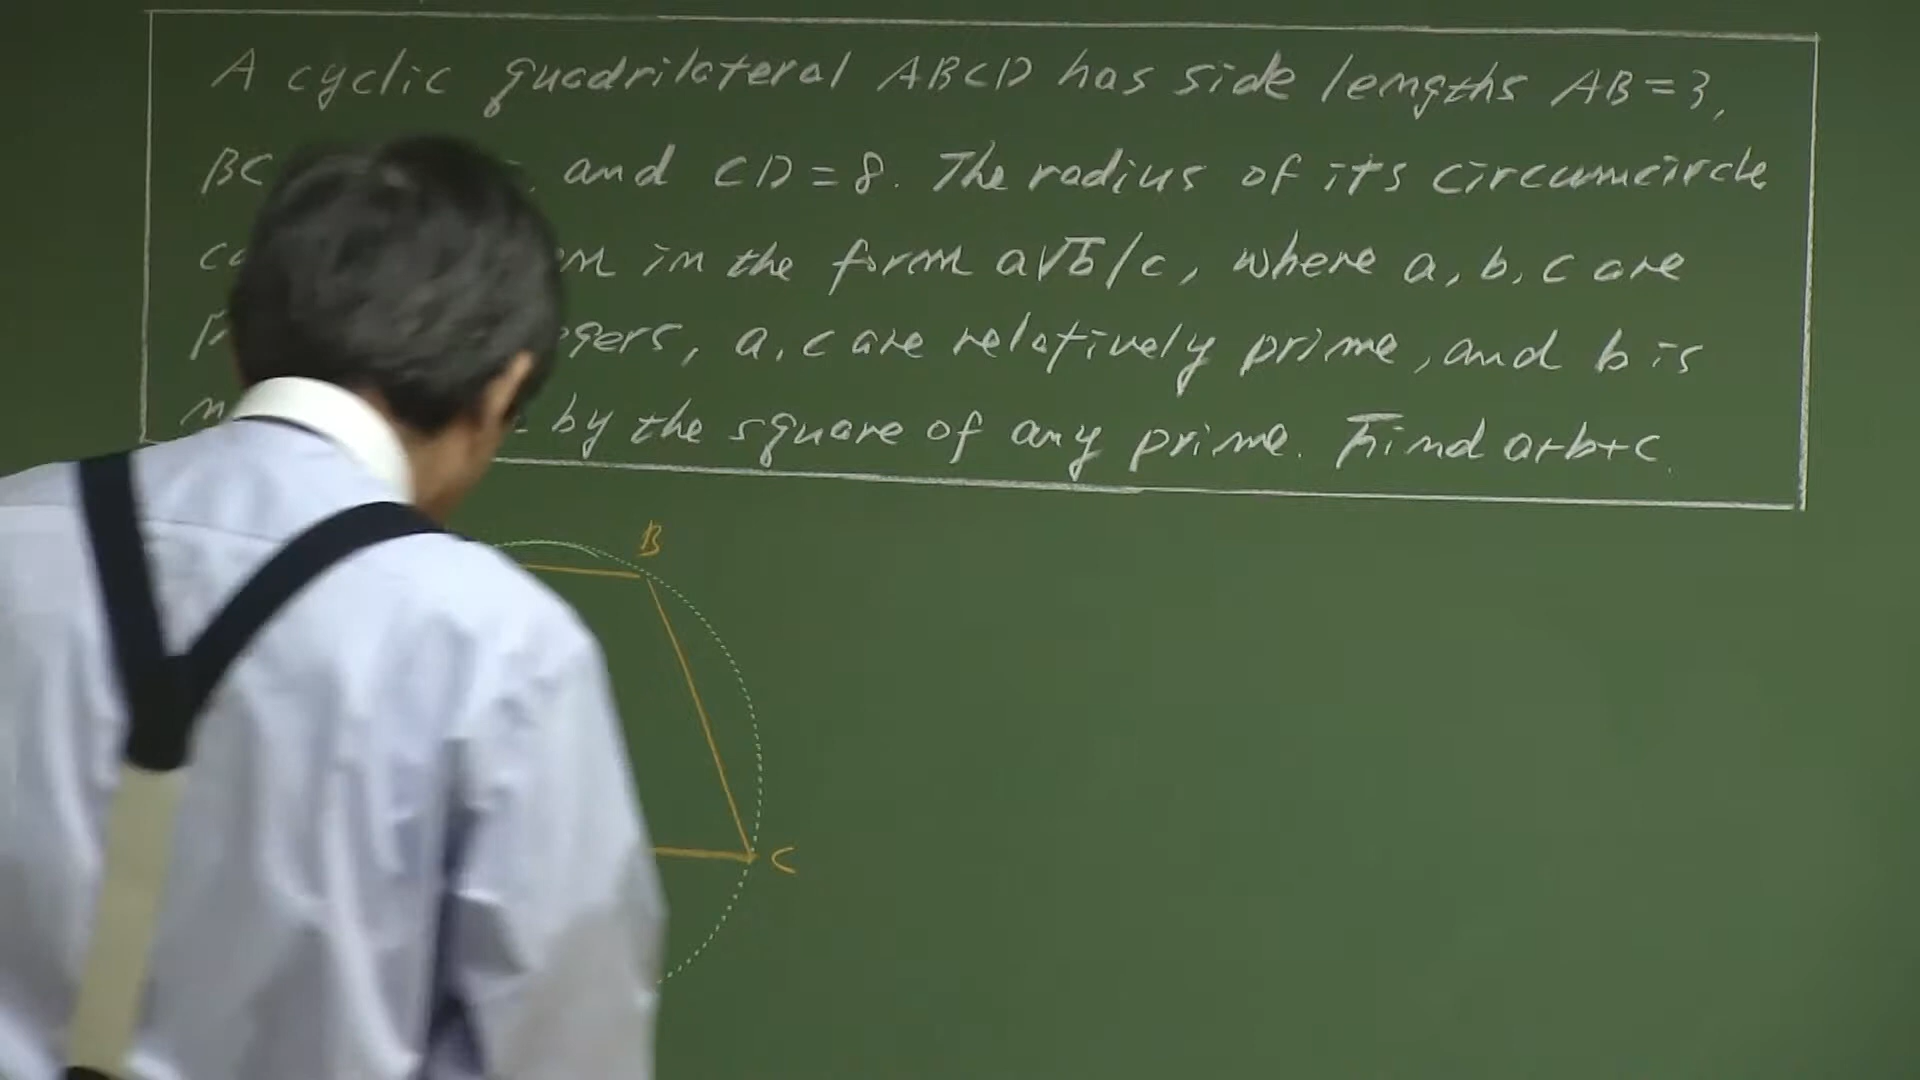 A cyclic quadrilateral ABCD has side lengths AB=3,
BC and CD=8. The radius of its circumcircle
in the form a√b/c, where a, b, c are
a, c are relatively prime, and b is
by the square of any prime. Find a+b+c.
B
C